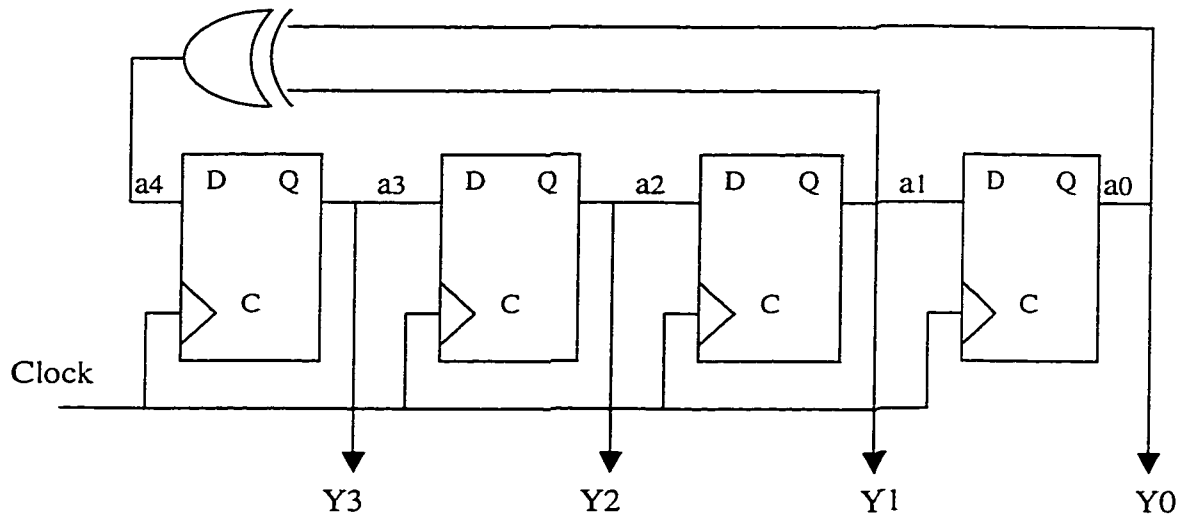 a4 D Q a3 D Q a2 D Q a1 D Q a0
C C C C
Clock
Y3 Y2 Y1 Y0